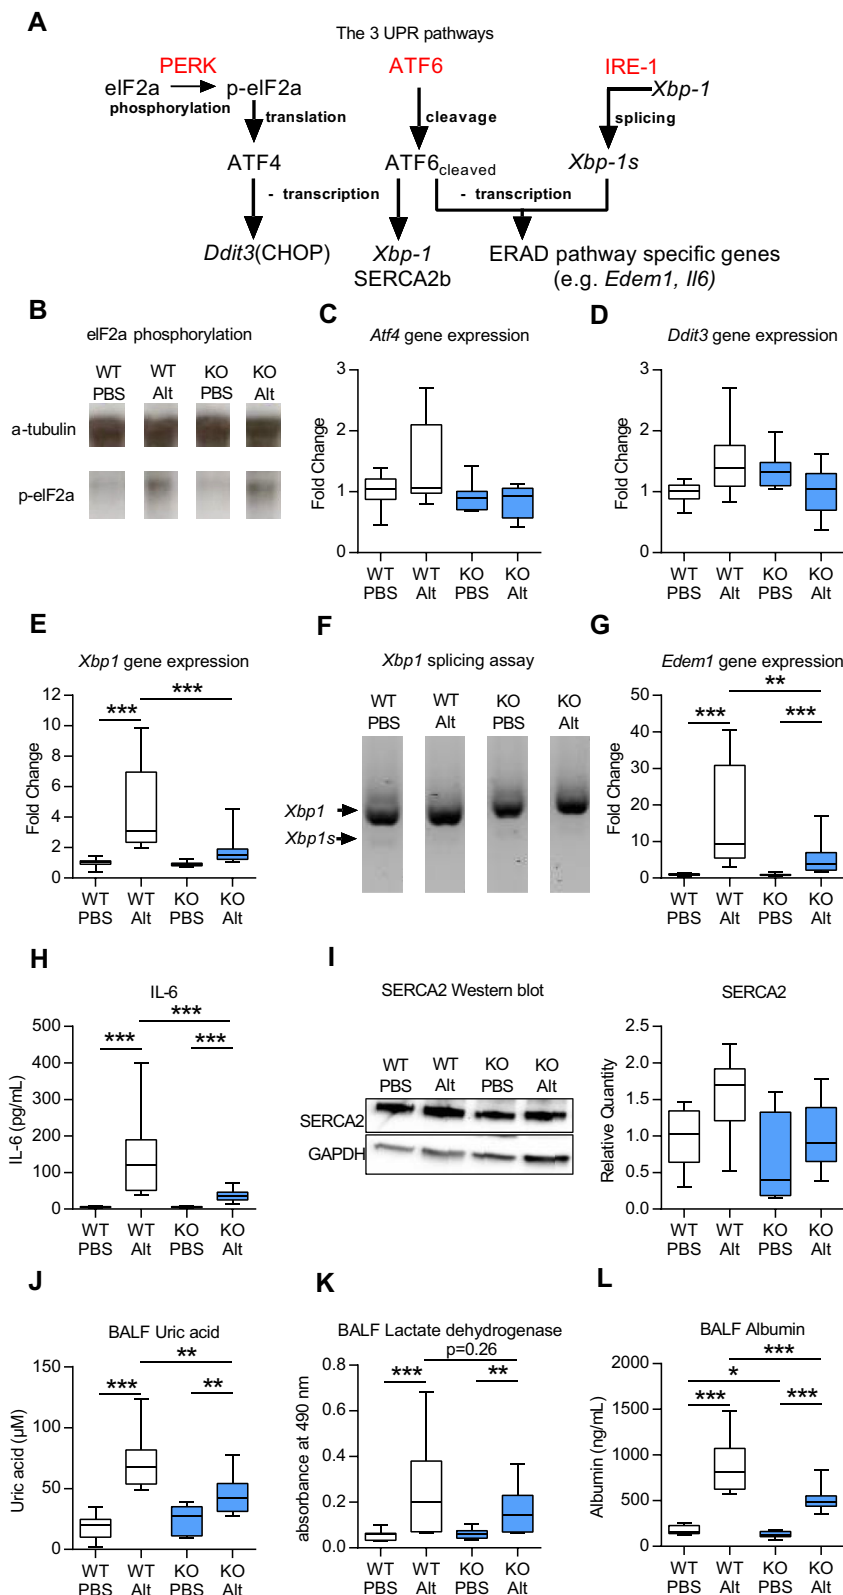 A
The 3 UPR pathways
PERK
ATF6
IRE-1
eIF2a
p-eIF2a
Xbp-1
phosphorylation
translation
cleavage
splicing
ATF4
ATF6cleaved
Xbp-1s
- transcription
- transcription
Ddit3(CHOP)
Xbp-1
SERCA2b
ERAD pathway specific genes
(e.g. Edem1, Il6)
B
eIF2a phosphorylation
WT PBS
WT Alt
KO PBS
KO Alt
a-tubulin
p-eIF2a
C
Atf4 gene expression
Fold Change
3
2
1
0
WT PBS
WT Alt
KO PBS
KO Alt
D
Ddit3 gene expression
Fold Change
3
2
1
0
WT PBS
WT Alt
KO PBS
KO Alt
E
Xbp1 gene expression
Fold Change
12
10
8
6
4
2
0
***
***
WT PBS
WT Alt
KO PBS
KO Alt
F
Xbp1 splicing assay
WT PBS
WT Alt
KO PBS
KO Alt
Xbp1
Xbp1s
G
Edem1 gene expression
Fold Change
50
40
30
20
10
0
**
***
***
WT PBS
WT Alt
KO PBS
KO Alt
H
IL-6
IL-6 (pg/mL)
500
400
300
200
100
0
***
***
***
WT PBS
WT Alt
KO PBS
KO Alt
I
SERCA2 Western blot
WT PBS
WT Alt
KO PBS
KO Alt
SERCA2
GAPDH
SERCA2
Relative Quantity
2.5
2.0
1.5
1.0
0.5
0.0
WT PBS
WT Alt
KO PBS
KO Alt
J
BALF Uric acid
Uric acid (µM)
150
100
50
0
**
***
**
WT PBS
WT Alt
KO PBS
KO Alt
K
BALF Lactate dehydrogenase
p=0.26
absorbance at 490 nm
0.8
0.6
0.4
0.2
0.0
***
**
WT PBS
WT Alt
KO PBS
KO Alt
L
BALF Albumin
Albumin (ng/mL)
2000
1500
1000
500
0
***
*
***
***
WT PBS
WT Alt
KO PBS
KO Alt